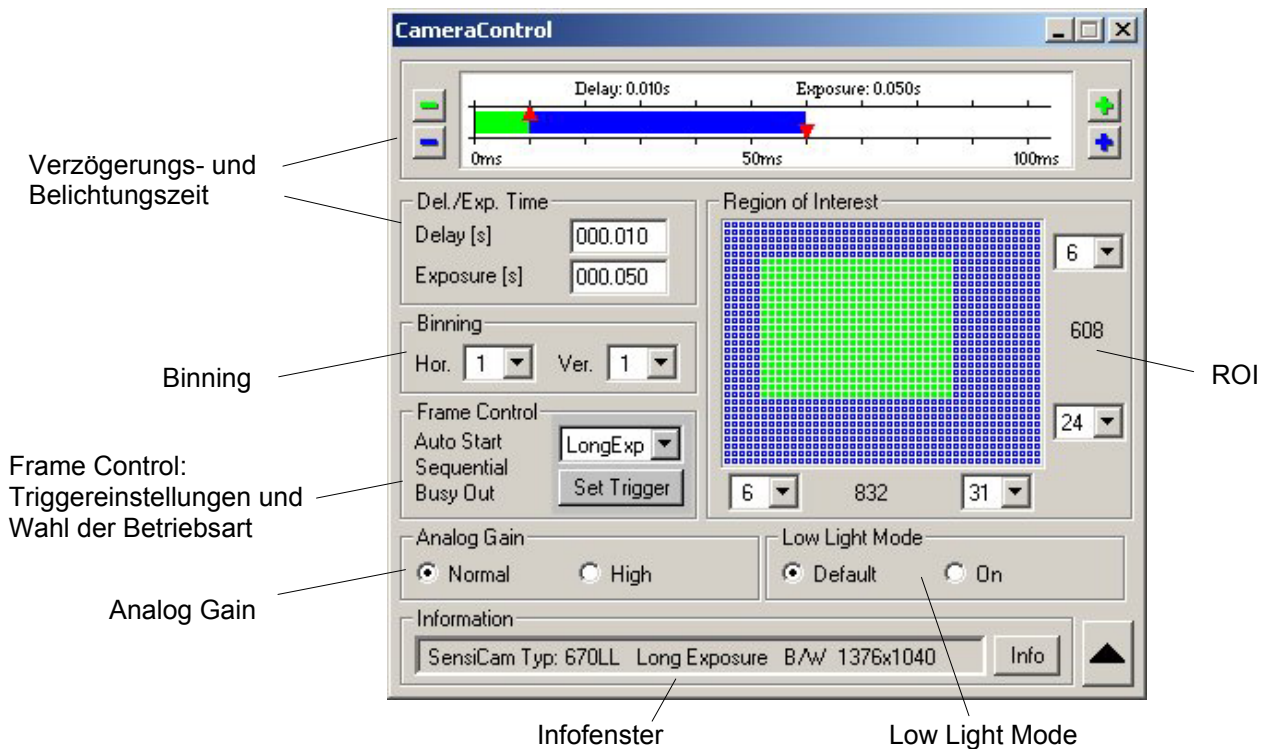 CameraControl
Delay: 0.010s Exposure: 0.050s
0ms 50ms 100ms
Verzögerungs- und
Belichtungszeit
Del./Exp. Time
Delay [s] 000.010
Exposure [s] 000.050
Region of Interest
6
608
24
6 832 31
ROI
Binning
Hor. 1 Ver. 1
Binning
Frame Control
Auto Start
Sequential
Busy Out
LongExp
Set Trigger
Frame Control:
Triggereinstellungen und
Wahl der Betriebsart
Analog Gain
Normal High
Low Light Mode
Default On
Analog Gain
Information
SensiCam Typ: 670LL Long Exposure B/W 1376x1040 Info
Infofenster Low Light Mode